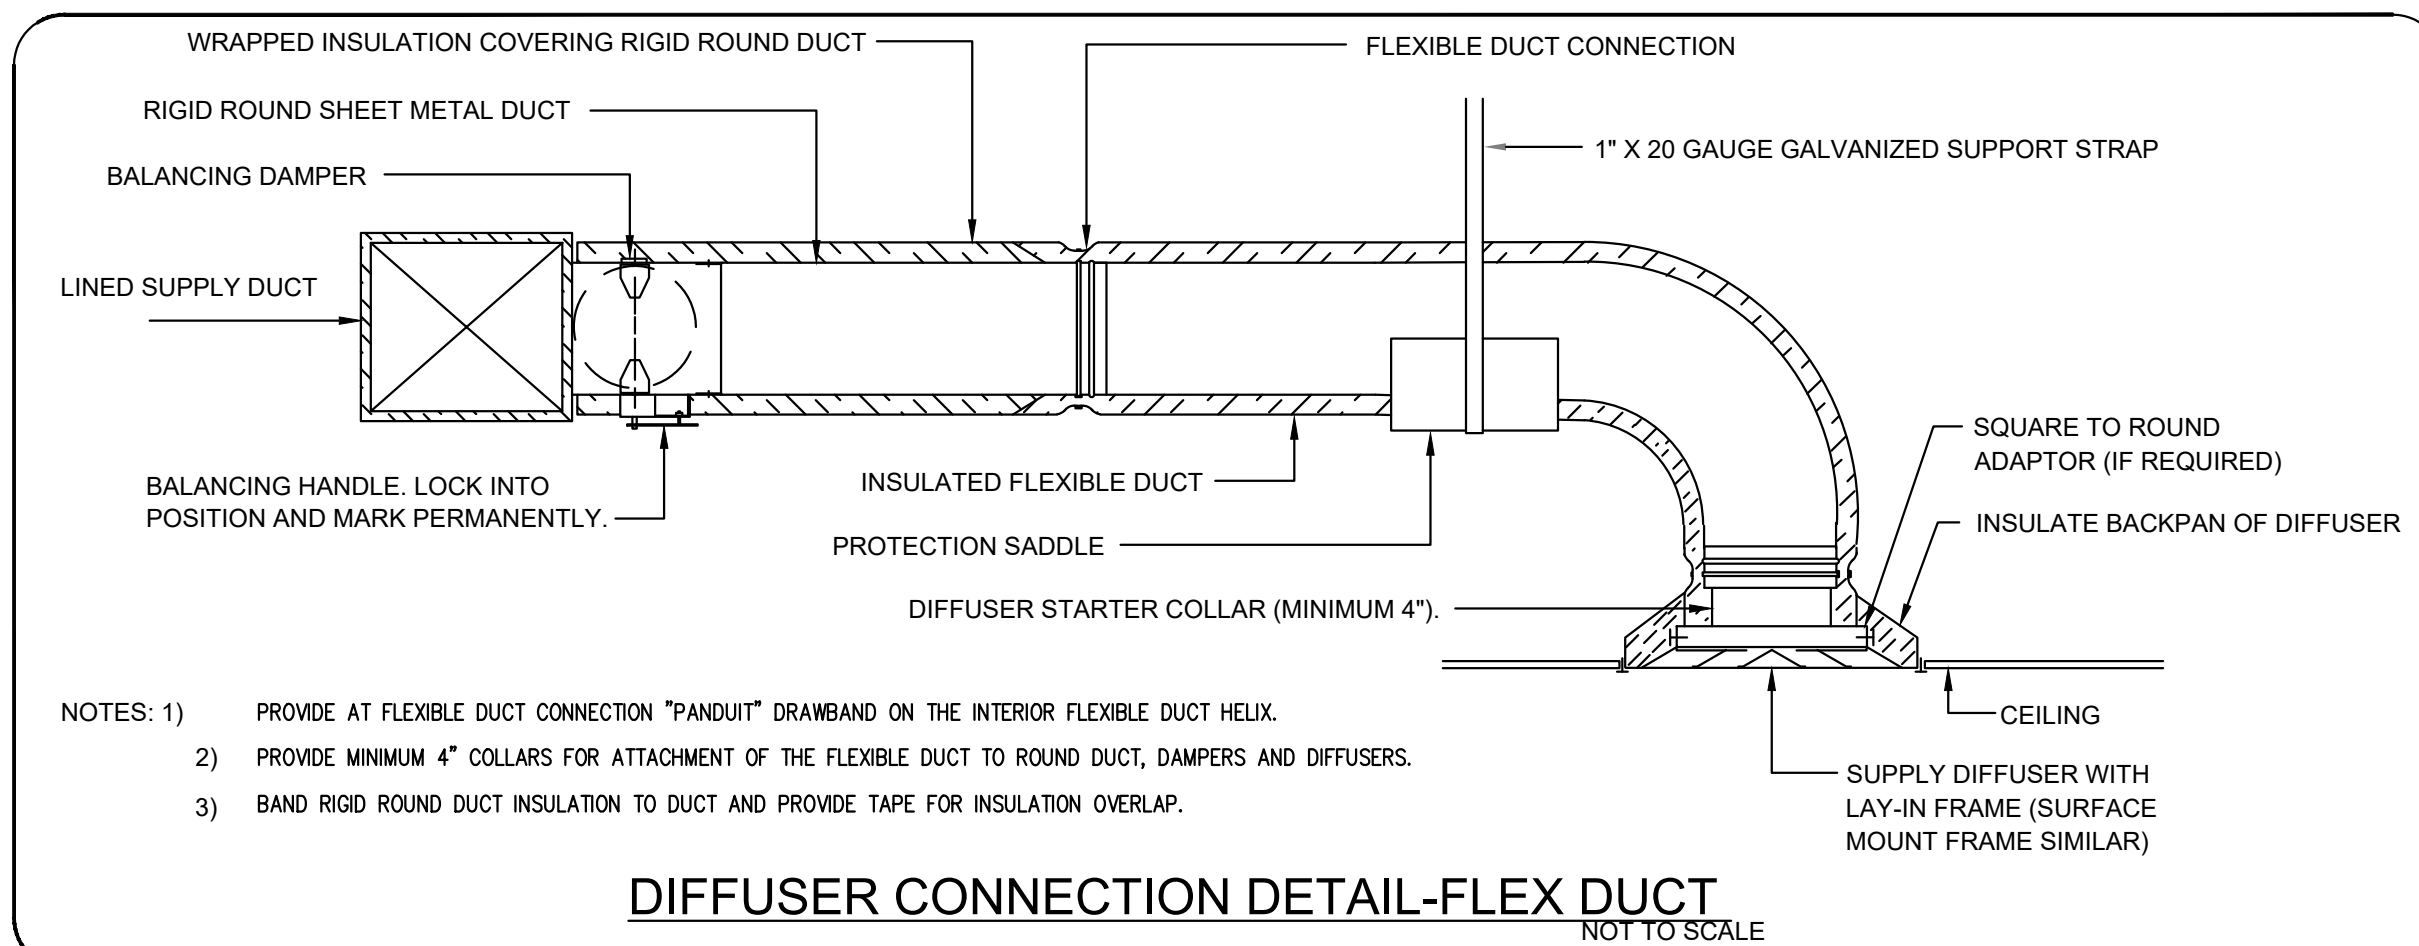 WRAPPED INSULATION COVERING RIGID ROUND DUCT
FLEXIBLE DUCT CONNECTION
RIGID ROUND SHEET METAL DUCT
1" X 20 GAUGE GALVANIZED SUPPORT STRAP
BALANCING DAMPER
LINED SUPPLY DUCT
SQUARE TO ROUND
ADAPTOR (IF REQUIRED)
BALANCING HANDLE. LOCK INTO
POSITION AND MARK PERMANENTLY.
INSULATED FLEXIBLE DUCT
INSULATE BACKPAN OF DIFFUSER
PROTECTION SADDLE
DIFFUSER STARTER COLLAR (MINIMUM 4").
CEILING
SUPPLY DIFFUSER WITH
LAY-IN FRAME (SURFACE
MOUNT FRAME SIMILAR)
NOTES: 1) PROVIDE AT FLEXIBLE DUCT CONNECTION "PANDUIT" DRAWBAND ON THE INTERIOR FLEXIBLE DUCT HELIX.
2) PROVIDE MINIMUM 4" COLLARS FOR ATTACHMENT OF THE FLEXIBLE DUCT TO ROUND DUCT, DAMPERS AND DIFFUSERS.
3) BAND RIGID ROUND DUCT INSULATION TO DUCT AND PROVIDE TAPE FOR INSULATION OVERLAP.
DIFFUSER CONNECTION DETAIL-FLEX DUCT
NOT TO SCALE